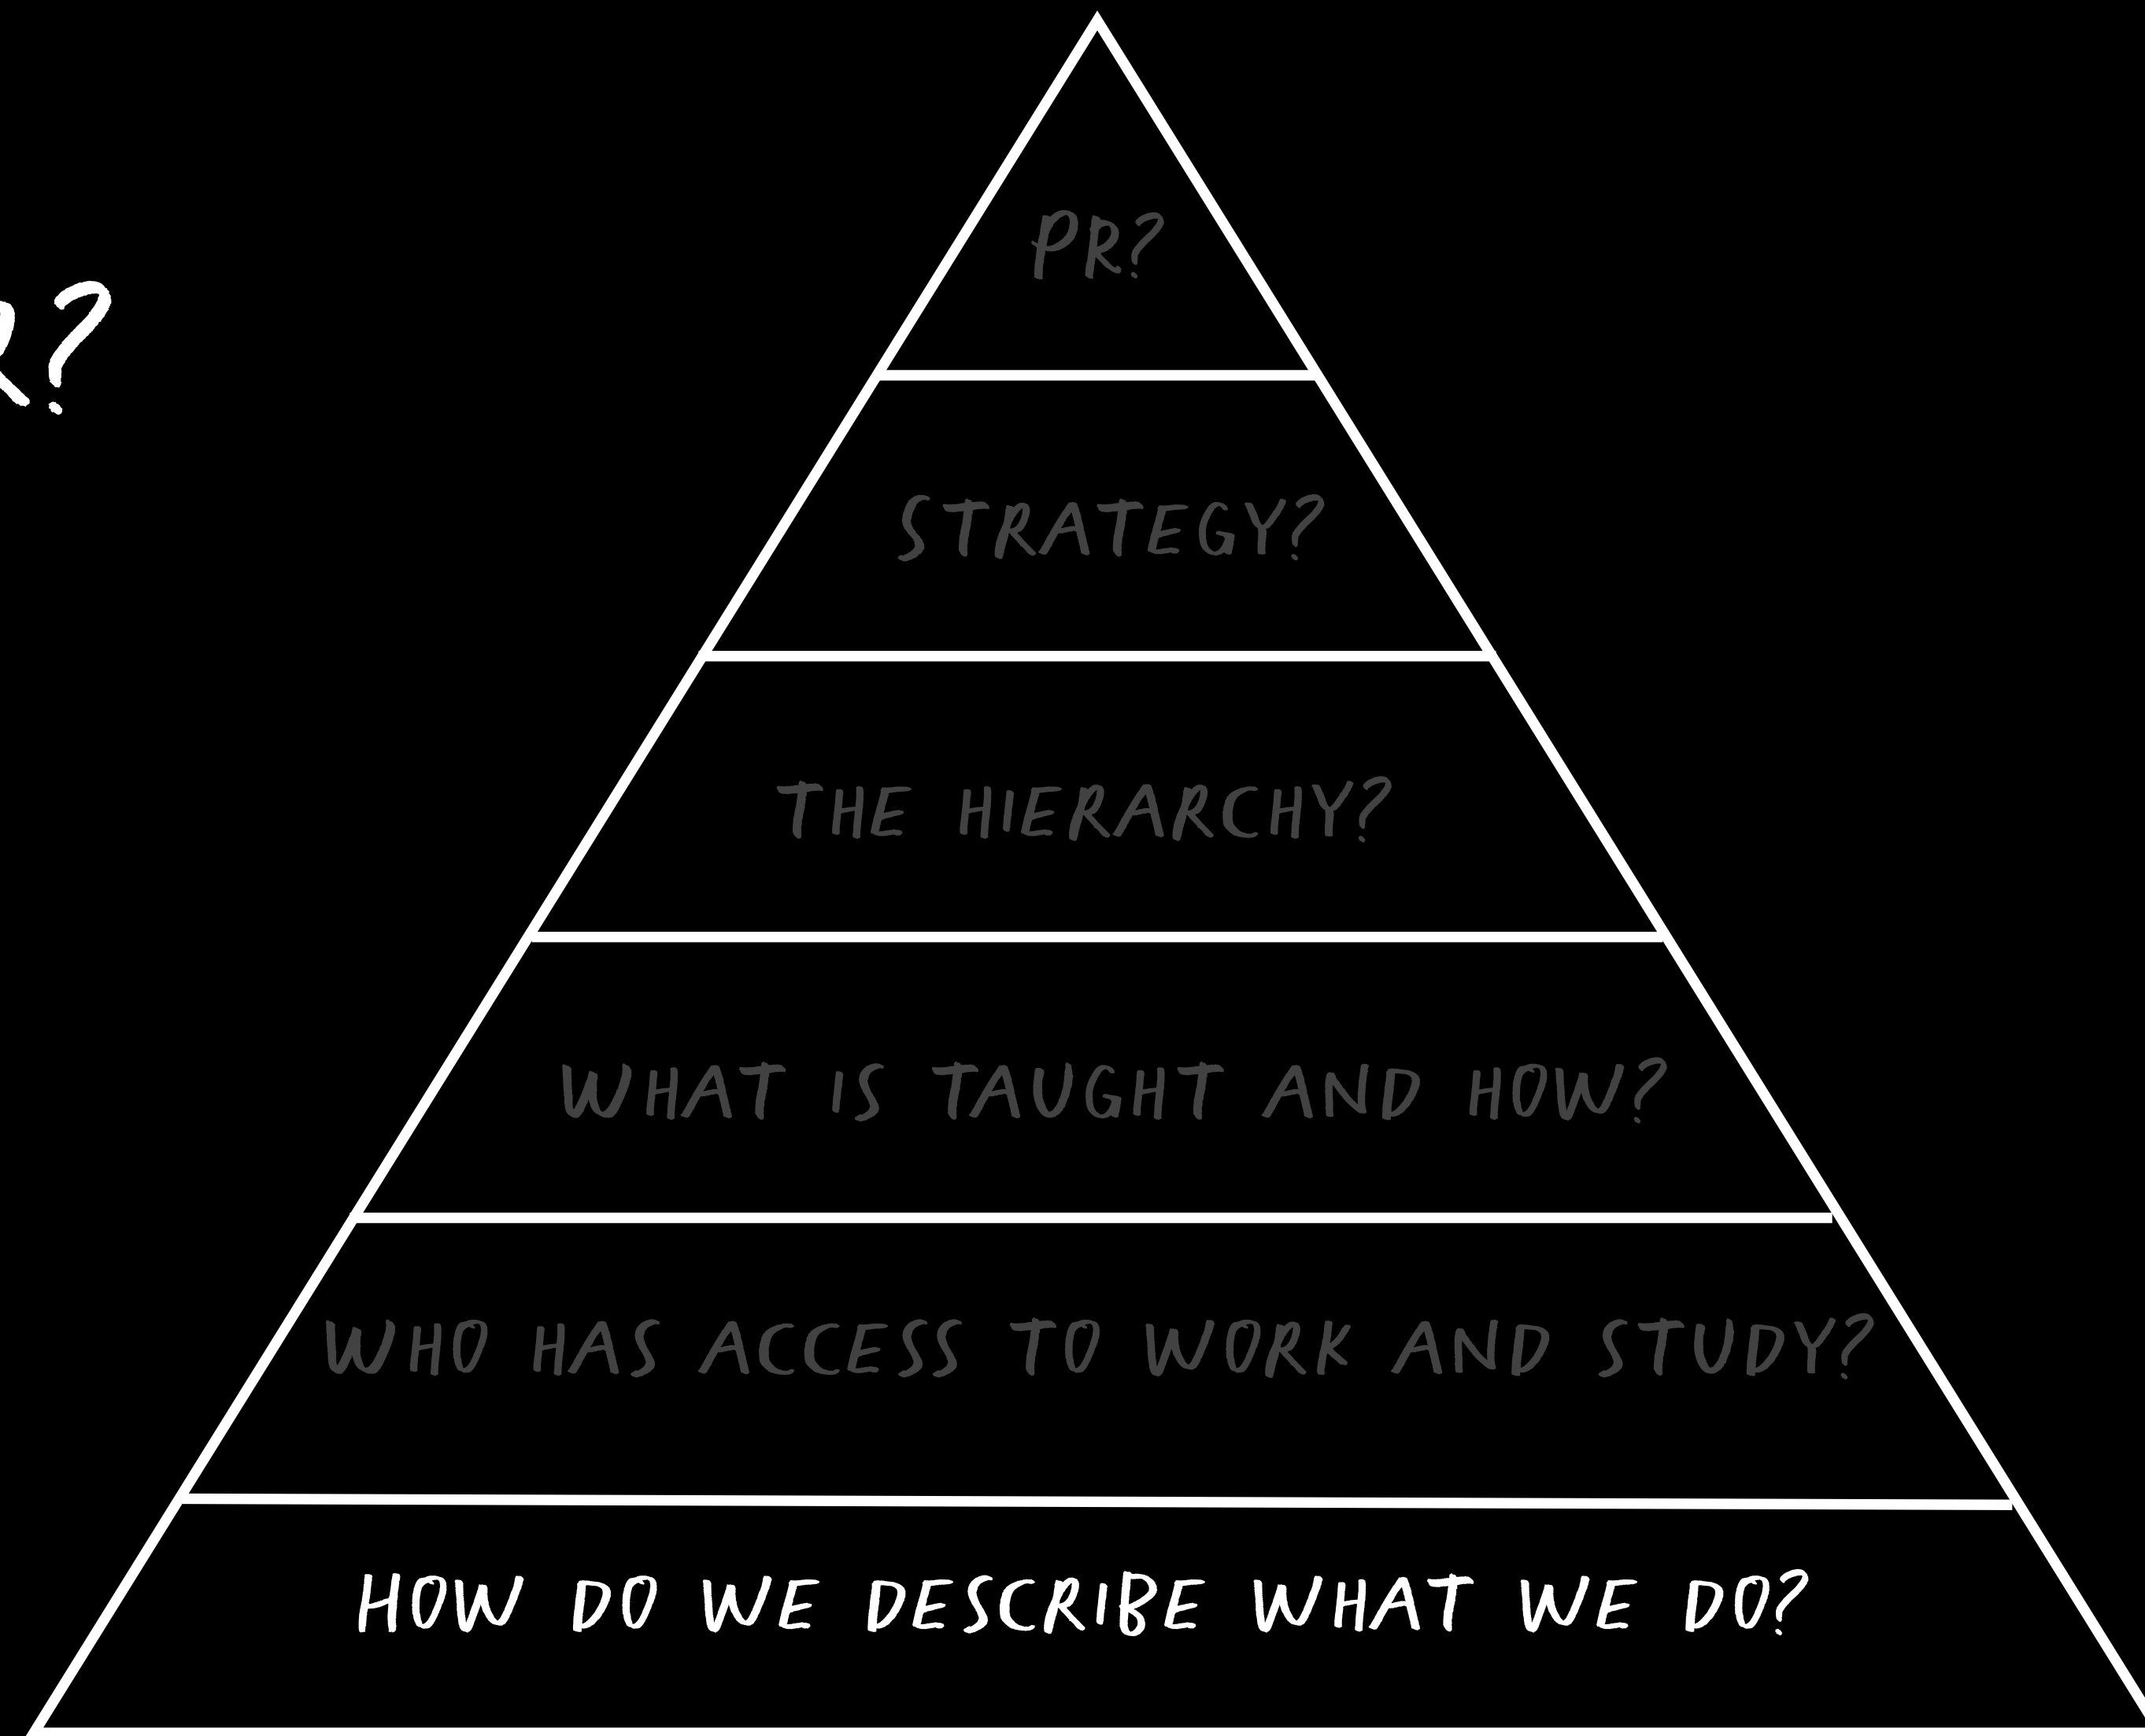 PR?
?
STRATEGY?
THE HIERARCHY?
WHAT IS TAUGHT AND HOW?
WHO HAS ACCESS TO WORK AND STUDY?
HOW DO WE DESCRIBE WHAT WE DO?